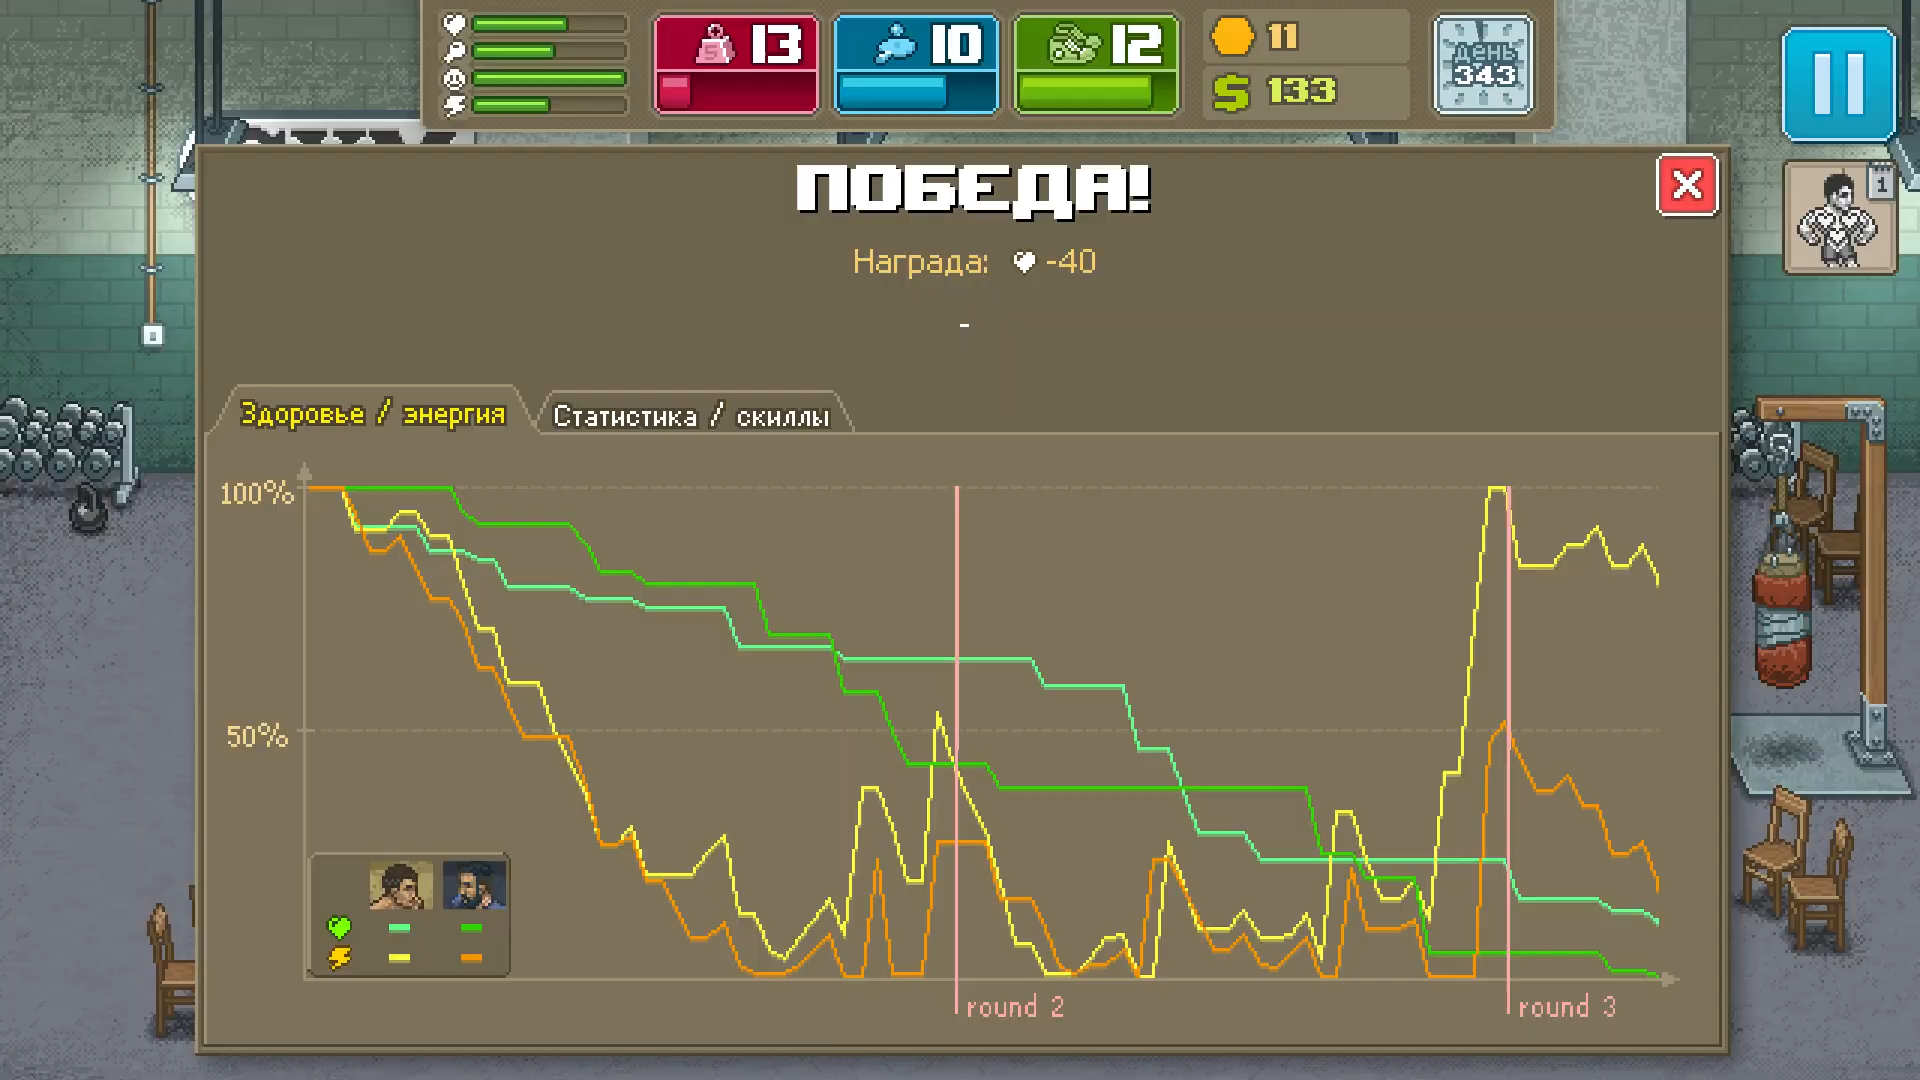 13
10
12
11
133
день
343
1
ПОБЕДА!
Награда: -40
-
Здоровье / энергия
Статистика / скиллы
100%
50%
round 2
round 3